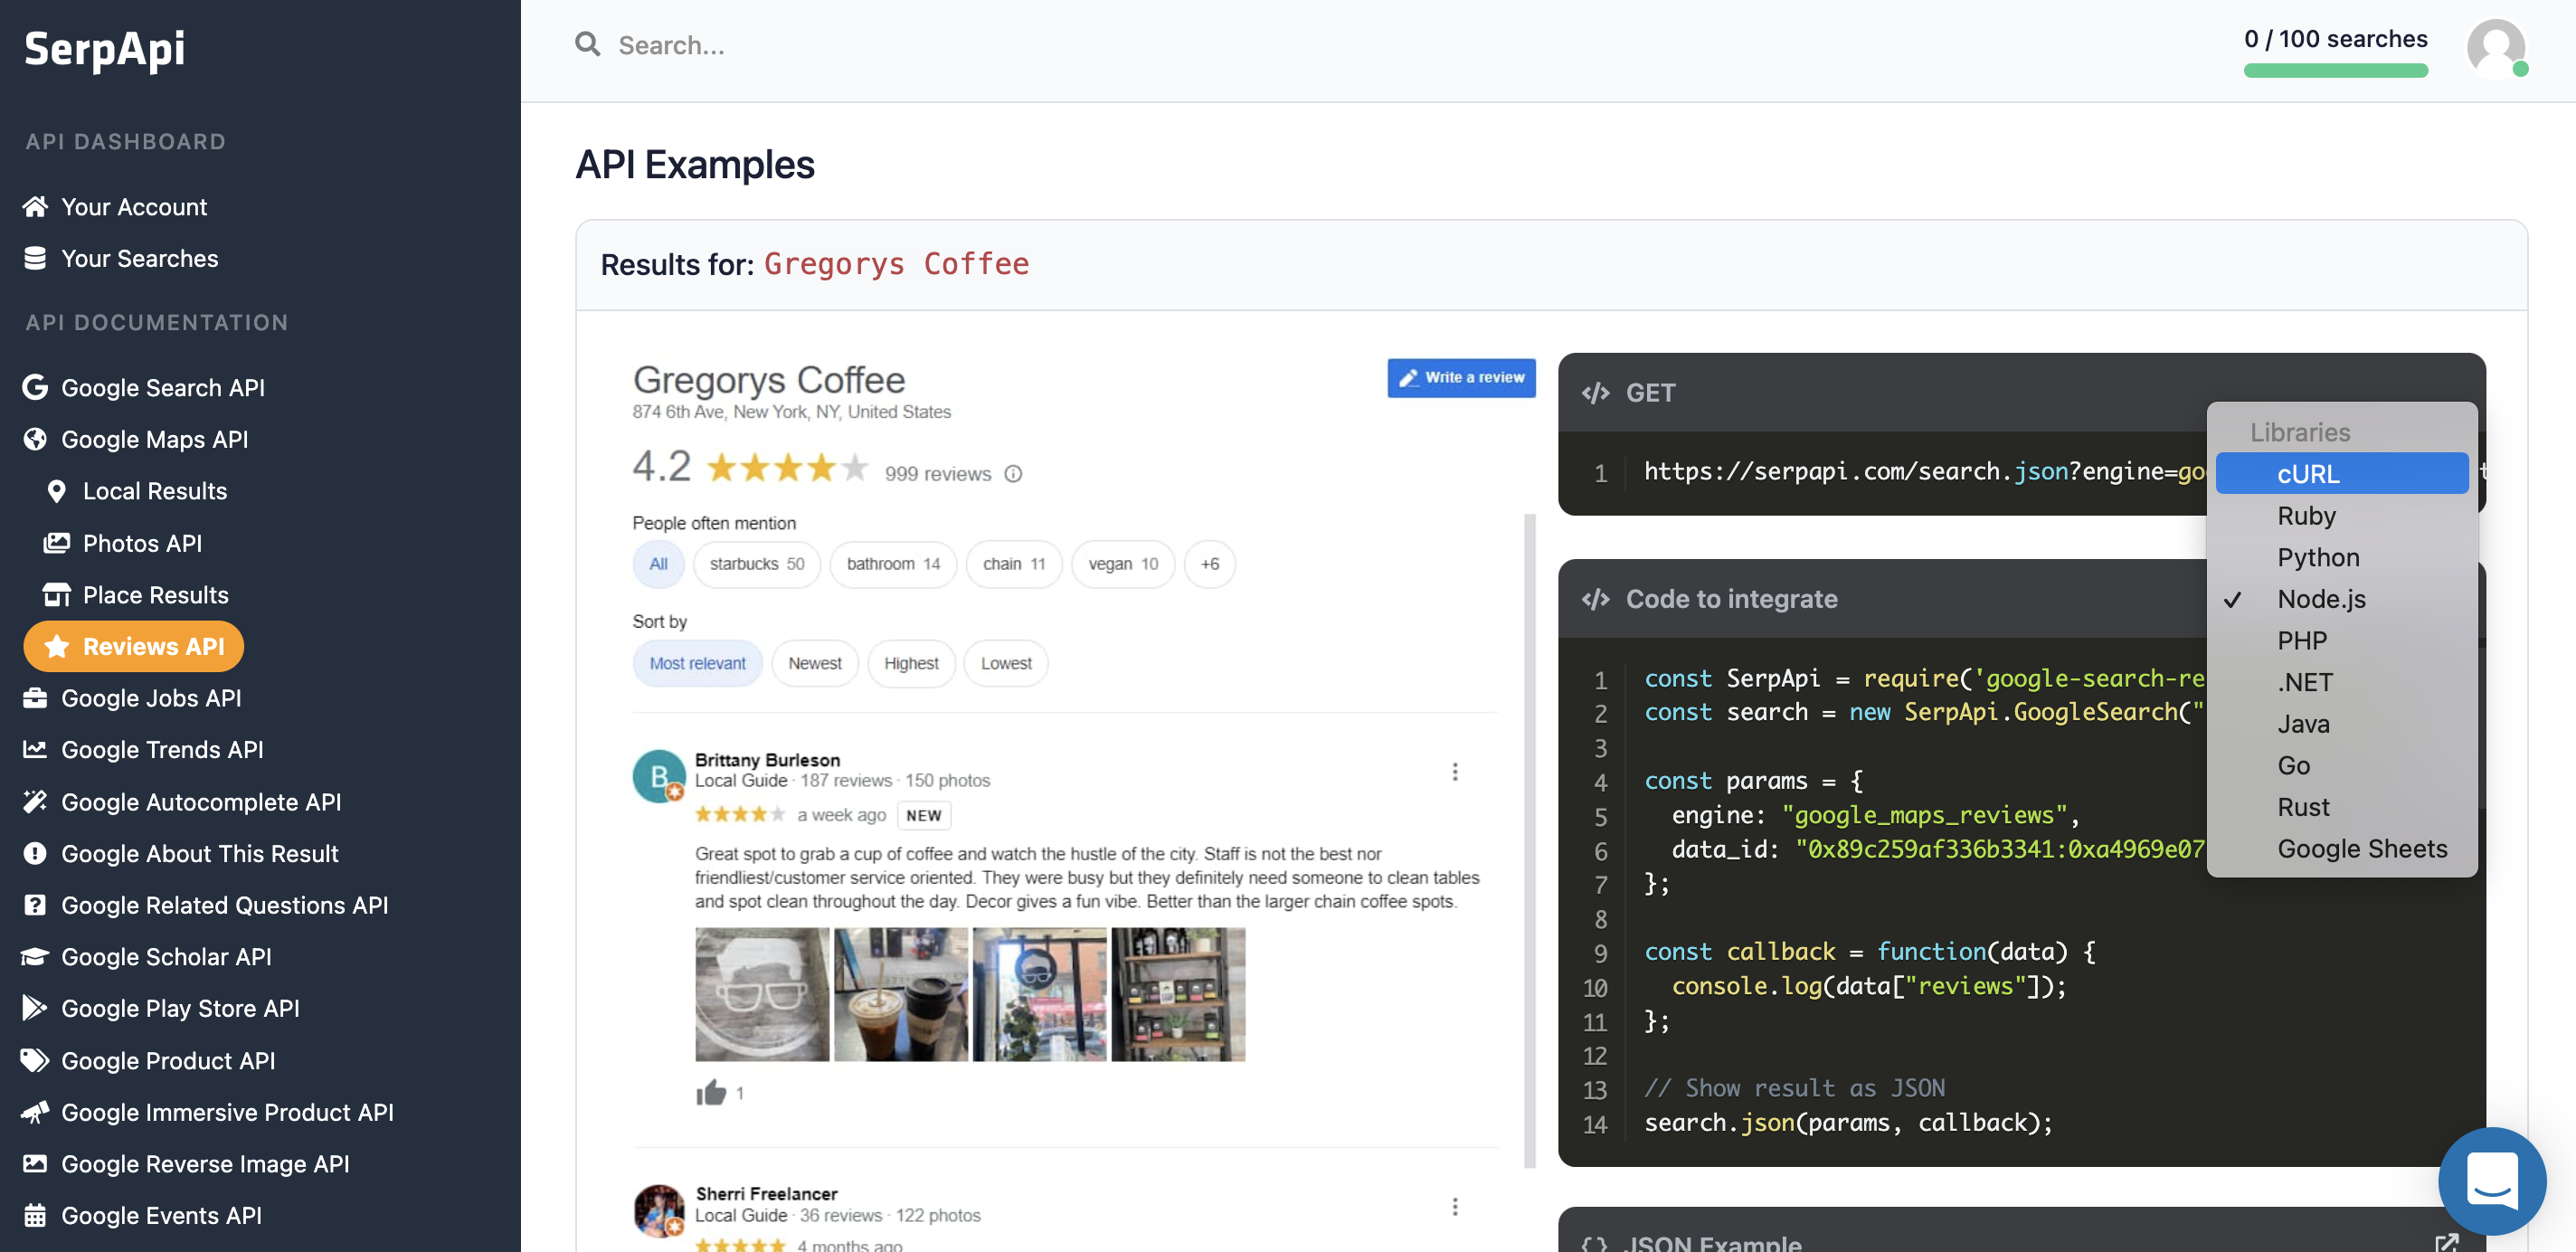 SerpApi
Search...
0 / 100 searches
API DASHBOARD
Your Account
Your Searches
API DOCUMENTATION
Google Search API
Google Maps API
Local Results
Photos API
Place Results
Reviews API
Google Jobs API
Google Trends API
Google Autocomplete API
Google About This Result
Google Related Questions API
Google Scholar API
Google Play Store API
Google Product API
Google Immersive Product API
Google Reverse Image API
Google Events API
API Examples
Results for: Gregorys Coffee
Gregorys Coffee
Write a review
874 6th Ave, New York, NY, United States
4.2 999 reviews
People often mention
All starbucks 50 bathroom 14 chain 11 vegan 10 +6
Sort by
Most relevant Newest Highest Lowest
B
Brittany Burleson
Local Guide · 187 reviews · 150 photos
a week ago NEW
Great spot to grab a cup of coffee and watch the hustle of the city. Staff is not the best nor
friendliest/customer service oriented. They were busy but they definitely need someone to clean tables
and spot clean throughout the day. Decor gives a fun vibe. Better than the larger chain coffee spots.
1
Sherri Freelancer
Local Guide · 36 reviews · 122 photos
4 months ago
</> GET
1 https://serpapi.com/search.json?engine=go
</> Code to integrate
1 const SerpApi = require('google-search-re
2 const search = new SerpApi.GoogleSearch("
3
4 const params = {
5 engine: "google_maps_reviews",
6 data_id: "0x89c259af336b3341:0xa4969e07
7 };
8
9 const callback = function(data) {
10 console.log(data["reviews"]);
11 };
12
13 // Show result as JSON
14 search.json(params, callback);
{} JSON Example
Libraries
cURL
Ruby
Python
✓ Node.js
PHP
.NET
Java
Go
Rust
Google Sheets